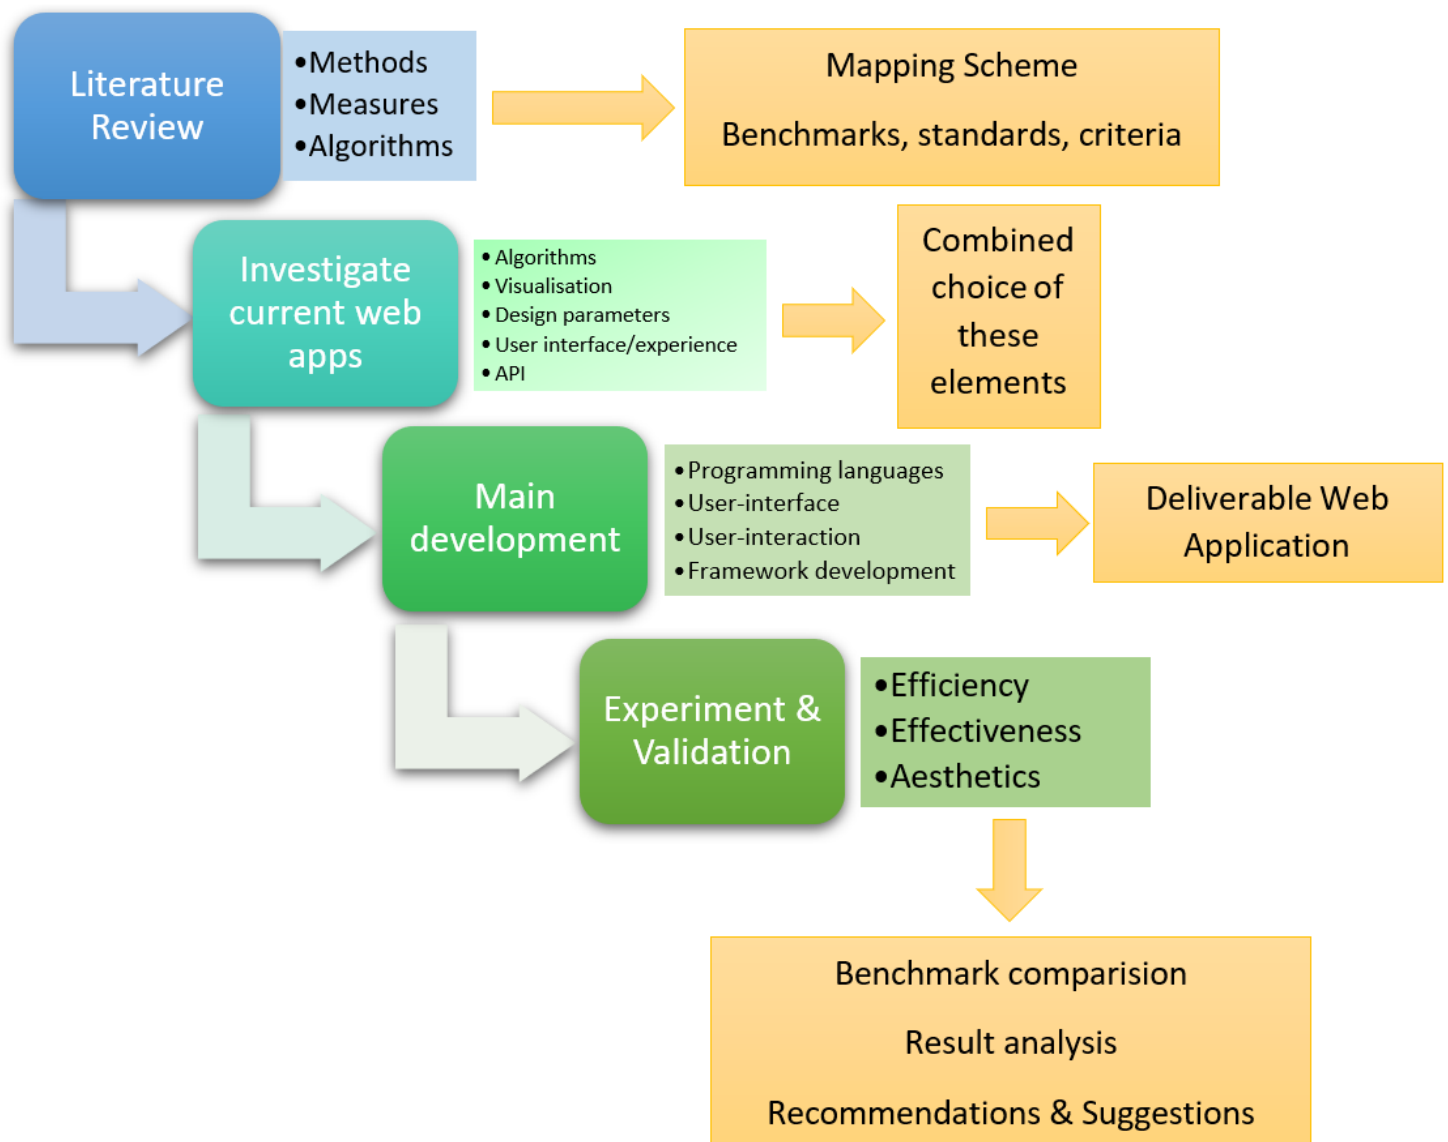 Literature
Review
•Methods
•Measures
•Algorithms
Mapping Scheme
Benchmarks, standards, criteria
Investigate
current web
apps
• Algorithms
• Visualisation
• Design parameters
• User interface/experience
• API
Combined
choice of
these
elements
Main
development
• Programming languages
• User-interface
• User-interaction
• Framework development
Deliverable Web
Application
Experiment &
Validation
•Efficiency
•Effectiveness
•Aesthetics
Benchmark comparision
Result analysis
Recommendations & Suggestions